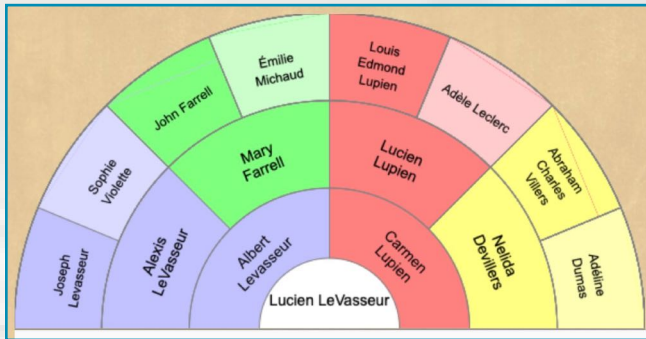 Louis
Edmond
Lupien
Émilie
Michaud
John Farrell
Adèle Leclerc
Sophie
Violette
Mary
Farrell
Lucien
Lupien
Abraham
Charles
Villers
Joseph
Levasseur
Alexis
LeVasseur
Albert
Levasseur
Carmen
Lupien
Nelida
Devillers
Adéline
Dumas
Lucien LeVasseur